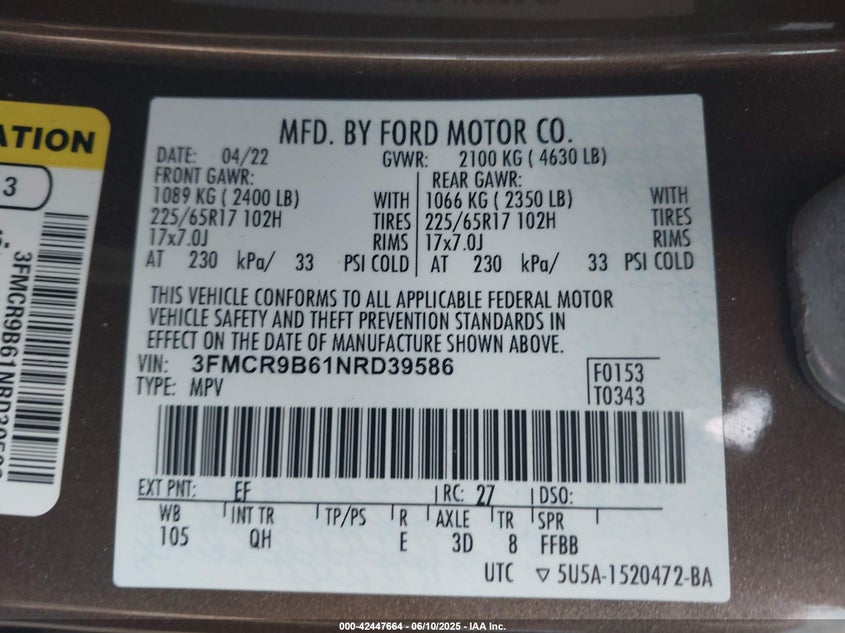 ATION
3
3FMCR9B61NRD39586
MFD. BY FORD MOTOR CO.
DATE: 04/22 GVWR: 2100 KG ( 4630 LB)
FRONT GAWR: REAR GAWR:
1089 KG ( 2400 LB) WITH 1066 KG ( 2350 LB) WITH
225/65R17 102H TIRES 225/65R17 102H TIRES
17x7.0J RIMS 17x7.0J RIMS
AT 230 kPa/ 33 PSI COLD AT 230 kPa/ 33 PSI COLD
THIS VEHICLE CONFORMS TO ALL APPLICABLE FEDERAL MOTOR
VEHICLE SAFETY AND THEFT PREVENTION STANDARDS IN
EFFECT ON THE DATE OF MANUFACTURE SHOWN ABOVE.
VIN: 3FMCR9B61NRD39586 F0153
TYPE: MPV T0343
EXT PNT: EF RC: 27 DSO:
WB INT TR TP/PS R AXLE TR SPR
105 QH E 3D 8 FFBB
UTC ▽ 5U5A-1520472-BA
000-42447664 - 06/10/2025 - IAA Inc.